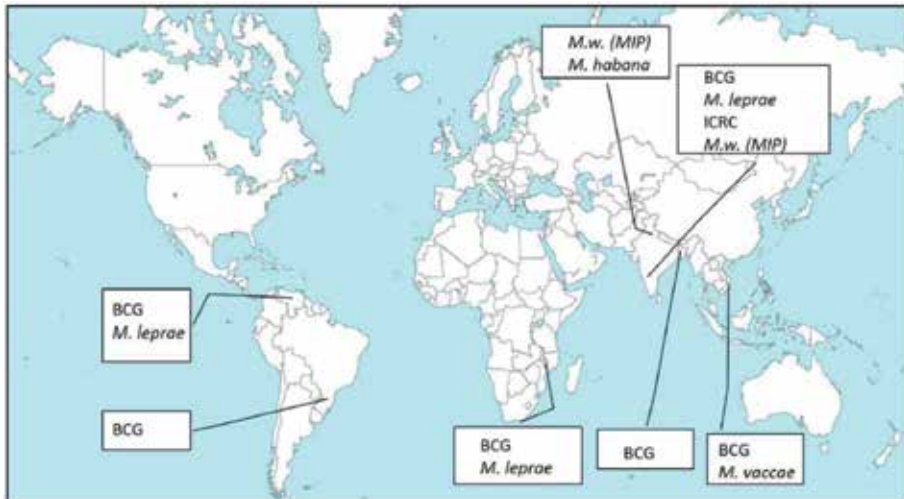 M.w. (MIP)
M. habana
BCG
M. leprae
ICRC
M.w. (MIP)
BCG
M. leprae
BCG
BCG
M. leprae
BCG
BCG
M. vaccae